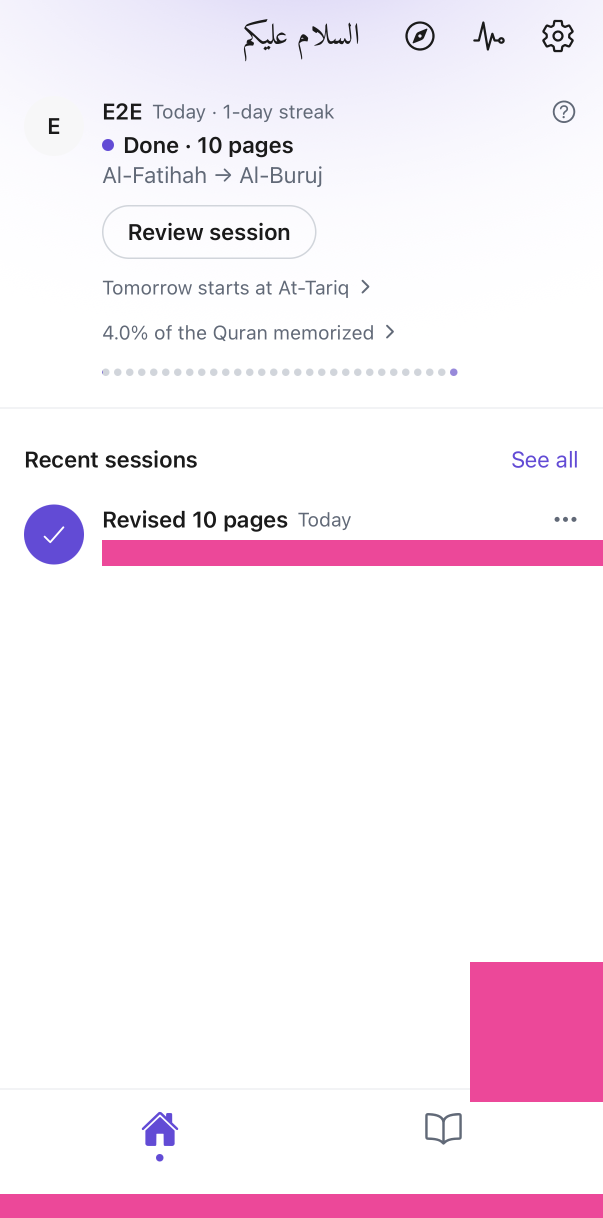 السلام عليكم
E
E2E Today · 1-day streak
Done · 10 pages
Al-Fatihah → Al-Buruj
Review session
Tomorrow starts at At-Tariq
4.0% of the Quran memorized
Recent sessions See all
Revised 10 pages Today